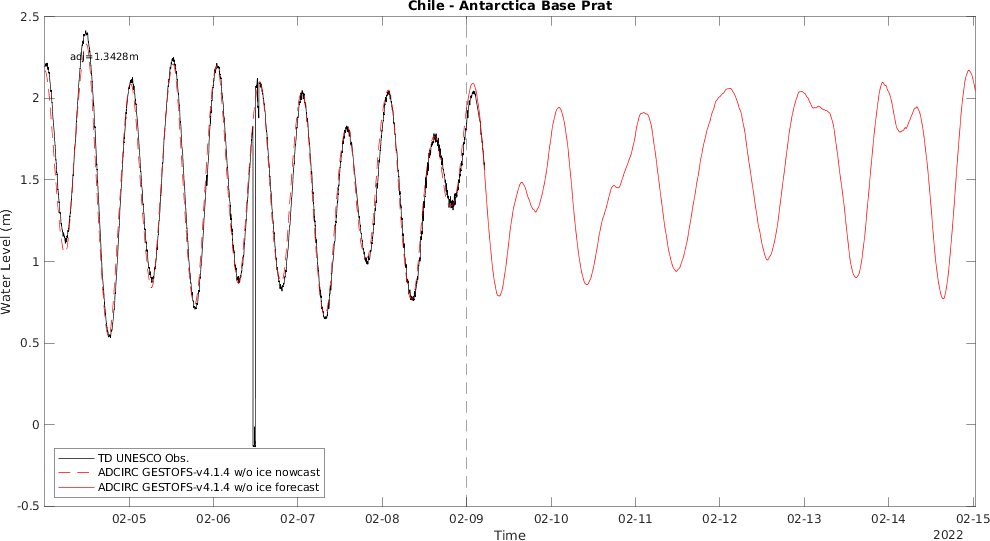 Chile - Antarctica Base Prat
2.5
adj=1.3428m
2
1.5
1
0.5
0
-0.5
Water Level (m)
TD UNESCO Obs.
ADCIRC GESTOFS-v4.1.4 w/o ice nowcast
ADCIRC GESTOFS-v4.1.4 w/o ice forecast
02-05 02-06 02-07 02-08 02-09 02-10 02-11 02-12 02-13 02-14 02-15
Time
2022